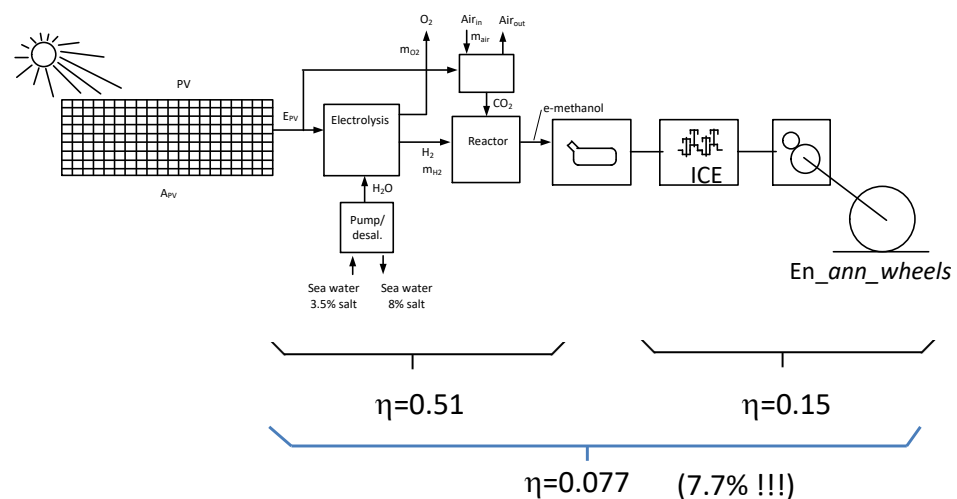 O2
Airin
Airout
mair
mO2
PV
EPV
Electrolysis
CO2
e-methanol
Reactor
H2
mH2
ICE
APV
H2O
Pump/
desal.
En_ann_wheels
Sea water
3.5% salt
Sea water
8% salt
η=0.51
η=0.15
η=0.077 (7.7% !!!)